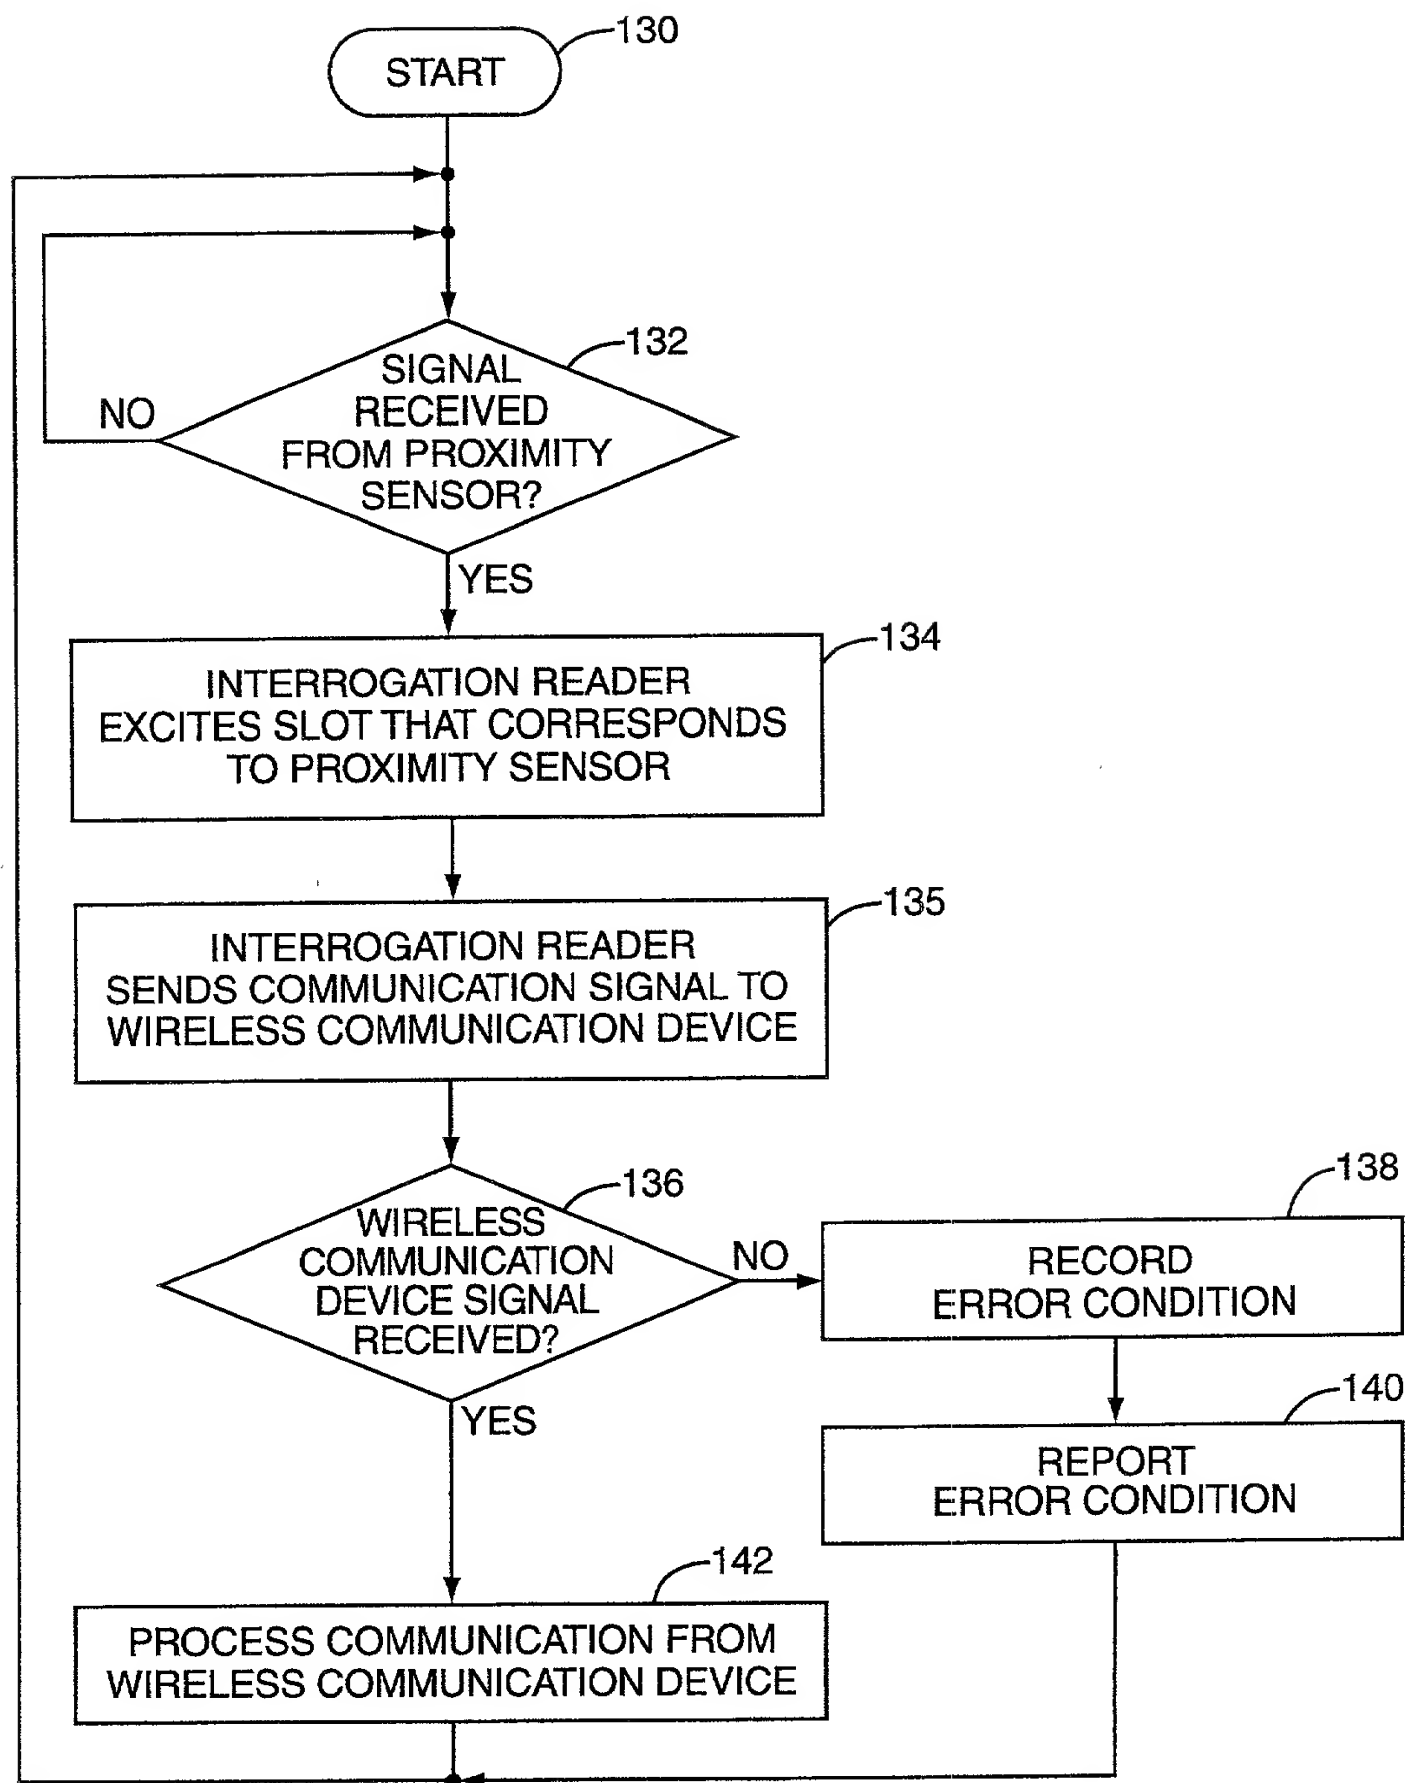 130
START
132
SIGNAL
RECEIVED
FROM PROXIMITY
SENSOR?
NO
YES
134
INTERROGATION READER
EXCITES SLOT THAT CORRESPONDS
TO PROXIMITY SENSOR
135
INTERROGATION READER
SENDS COMMUNICATION SIGNAL TO
WIRELESS COMMUNICATION DEVICE
136
WIRELESS
COMMUNICATION
DEVICE SIGNAL
RECEIVED?
NO
138
RECORD
ERROR CONDITION
140
REPORT
ERROR CONDITION
YES
142
PROCESS COMMUNICATION FROM
WIRELESS COMMUNICATION DEVICE